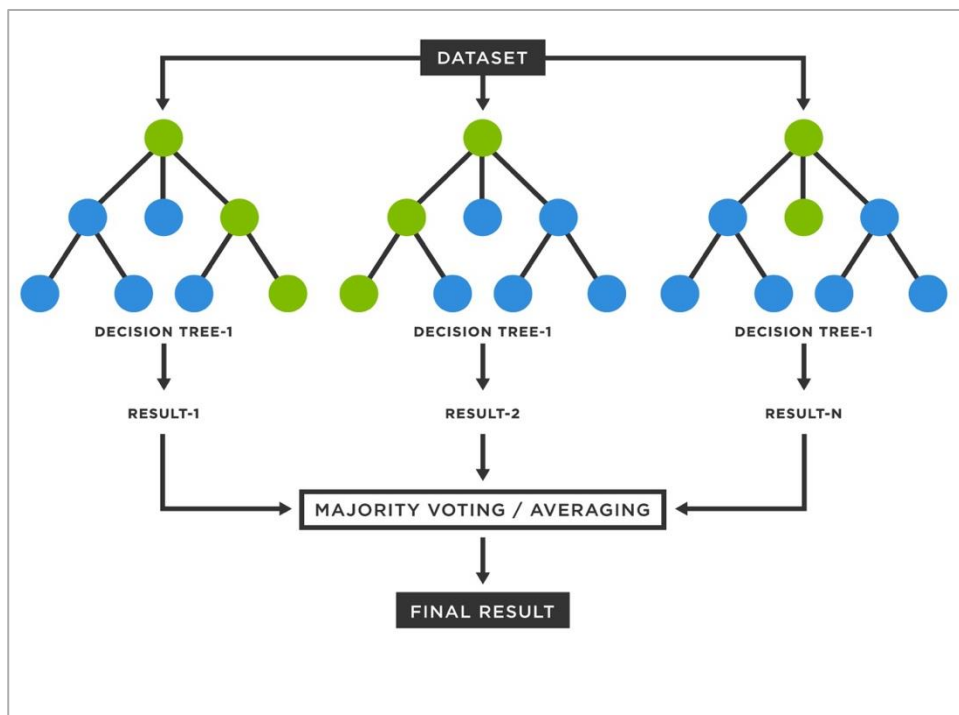 DATASET
DECISION TREE-1
DECISION TREE-1
DECISION TREE-1
RESULT-1
RESULT-2
RESULT-N
MAJORITY VOTING / AVERAGING
FINAL RESULT